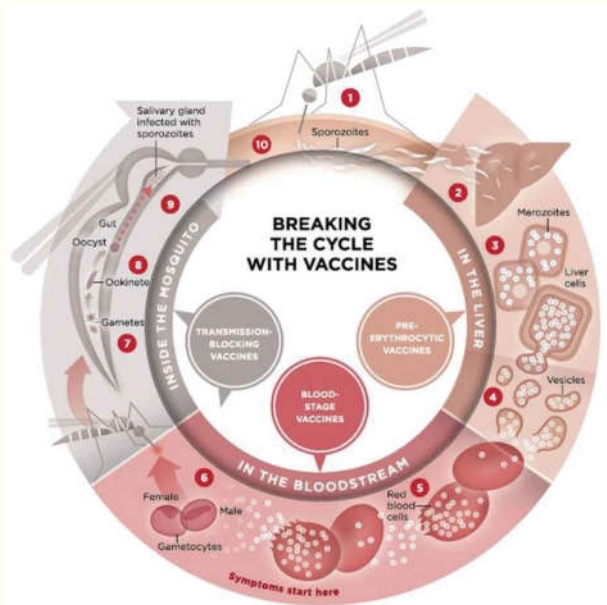 1
Salivary gland
infected with
sporozoites
10
Sporozoites
2
9
BREAKING
THE CYCLE
WITH VACCINES
Gut
Oocyst
8
Ookinete
Gametes
7
INSIDE THE MOSQUITO
TRANSMISSION-
BLOCKING
VACCINES
PRE-
ERYTHROCYTIC
VACCINES
BLOOD-
STAGE
VACCINES
IN THE LIVER
Merozoites
3
Liver
cells
Vesicles
4
IN THE BLOODSTREAM
5
Red
blood
cells
6
Female
Male
Gametocytes
Symptoms start here